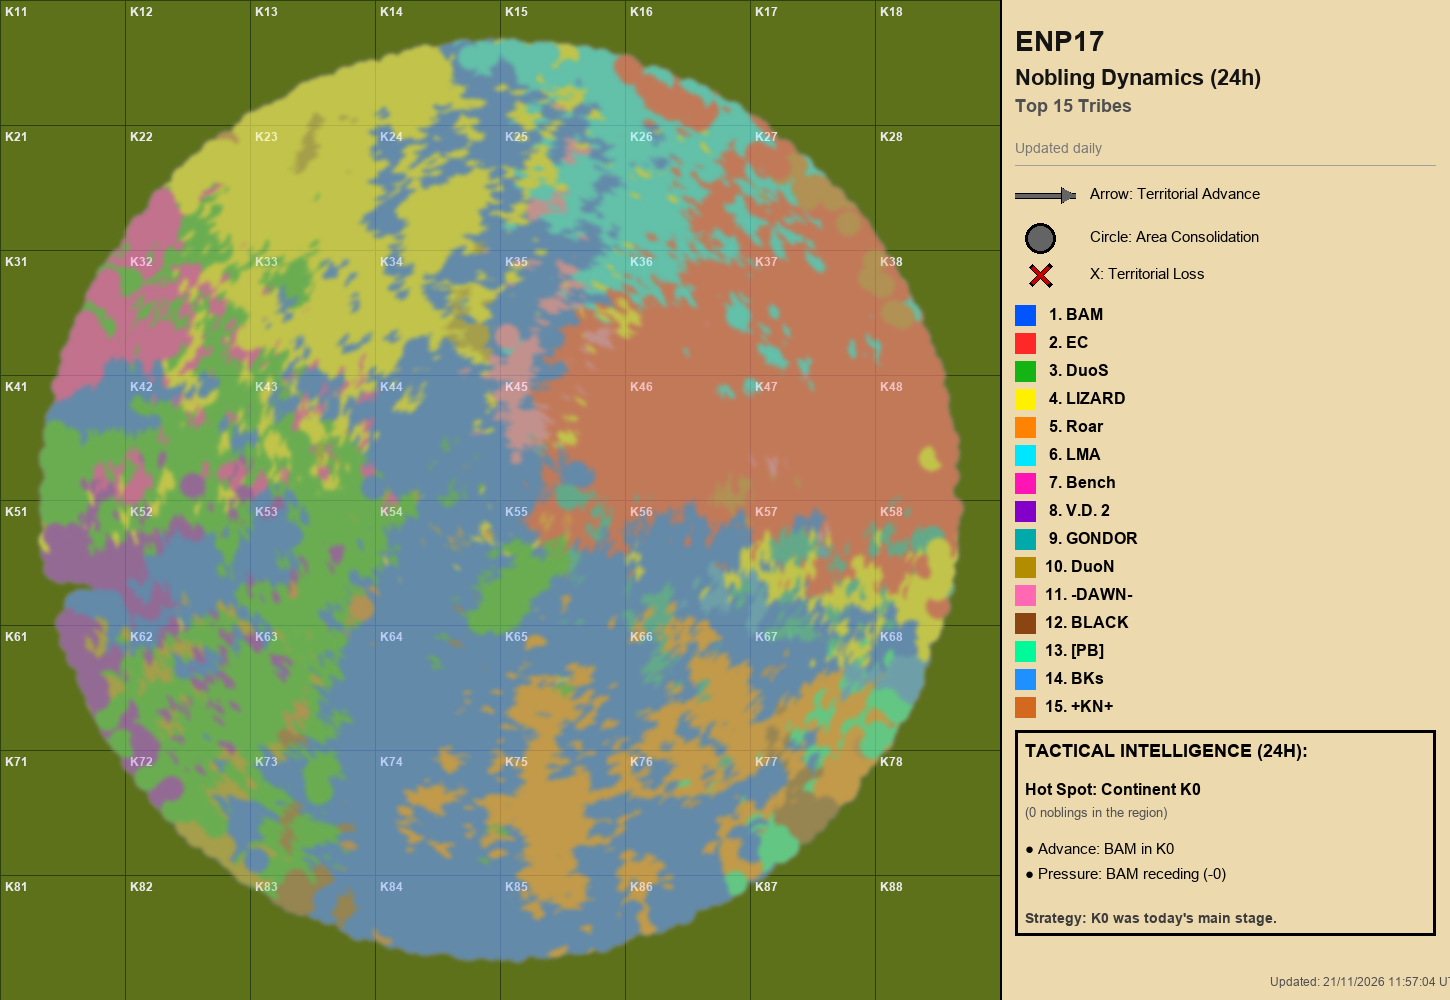 K11 K12 K13 K14 K15 K16 K17 K18
K21 K22 K23 K24 K25 K26 K27 K28
K31 K32 K33 K34 K35 K36 K37 K38
K41 K42 K43 K44 K45 K46 K47 K48
K51 K52 K53 K54 K55 K56 K57 K58
K61 K62 K63 K64 K65 K66 K67 K68
K71 K72 K73 K74 K75 K76 K77 K78
K81 K82 K83 K84 K85 K86 K87 K88
ENP17
Nobling Dynamics (24h)
Top 15 Tribes
Updated daily
Arrow: Territorial Advance
Circle: Area Consolidation
X: Territorial Loss
1. BAM
2. EC
3. DuoS
4. LIZARD
5. Roar
6. LMA
7. Bench
8. V.D. 2
9. GONDOR
10. DuoN
11. -DAWN-
12. BLACK
13. [PB]
14. BKs
15. +KN+
TACTICAL INTELLIGENCE (24H):
Hot Spot: Continent K0
(0 noblings in the region)
● Advance: BAM in K0
● Pressure: BAM receding (-0)
Strategy: K0 was today's main stage.
Updated: 21/11/2026 11:57:04 U